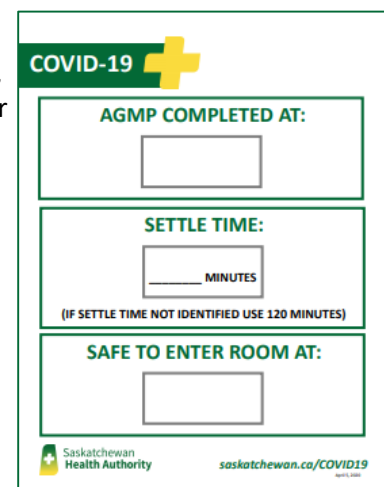 r
COVID-19
AGMP COMPLETED AT:
SETTLE TIME:
________ MINUTES
(IF SETTLE TIME NOT IDENTIFIED USE 120 MINUTES)
SAFE TO ENTER ROOM AT:
Saskatchewan
Health Authority
saskatchewan.ca/COVID19